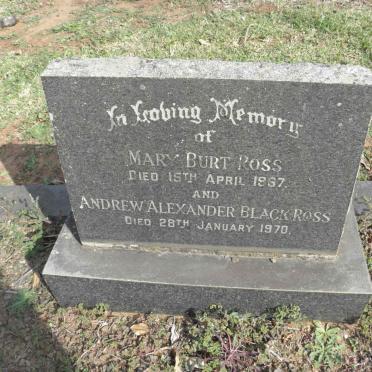 In Loving Memory
of
MARY BURT ROSS
DIED 15TH APRIL 1967.
AND
ANDREW ALEXANDER BLACK ROSS
DIED 28TH JANUARY 1970.